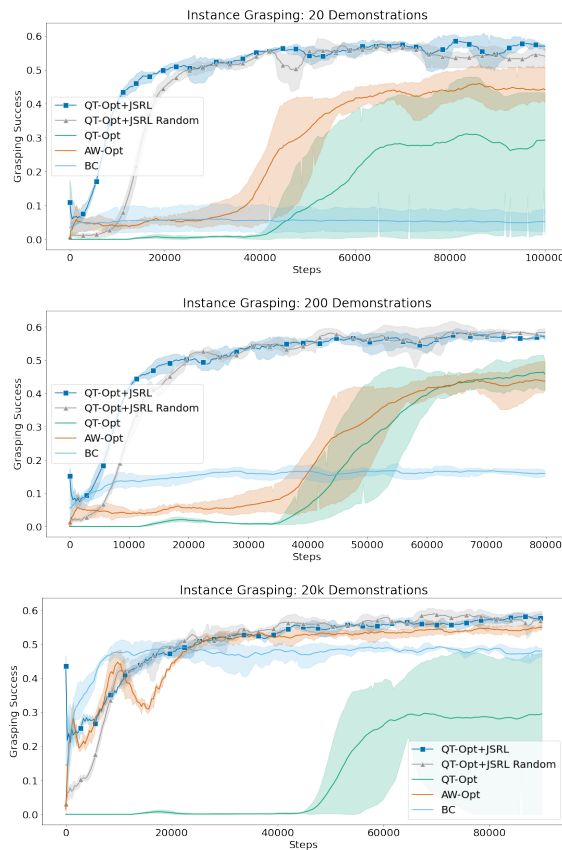 Instance Grasping: 20 Demonstrations
Grasping Success
0.6
0.5
0.4
0.3
0.2
0.1
0.0
QT-Opt+JSRL
QT-Opt+JSRL Random
QT-Opt
AW-Opt
BC
0 20000 40000 60000 80000 100000
Steps
Instance Grasping: 200 Demonstrations
Grasping Success
0.6
0.5
0.4
0.3
0.2
0.1
0.0
QT-Opt+JSRL
QT-Opt+JSRL Random
QT-Opt
AW-Opt
BC
0 10000 20000 30000 40000 50000 60000 70000 80000
Steps
Instance Grasping: 20k Demonstrations
Grasping Success
0.6
0.5
0.4
0.3
0.2
0.1
0.0
QT-Opt+JSRL
QT-Opt+JSRL Random
QT-Opt
AW-Opt
BC
0 20000 40000 60000 80000
Steps